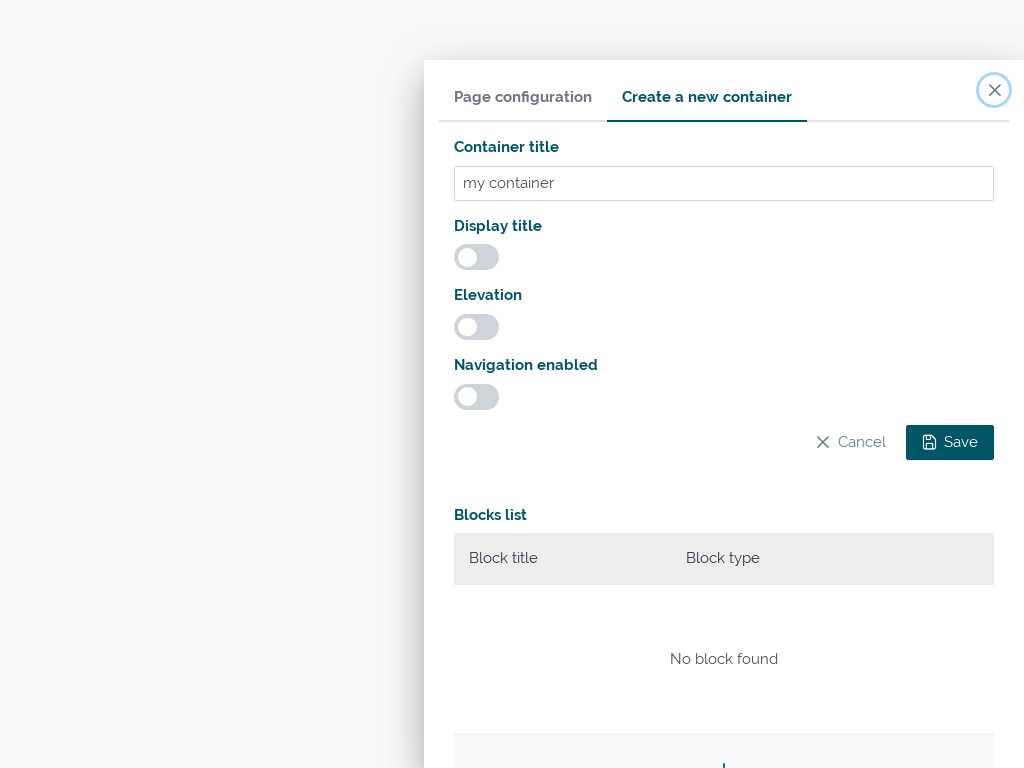 Page configuration
Create a new container
Container title
my container
Display title
Elevation
Navigation enabled
Cancel
Save
Blocks list
Block title
Block type
No block found